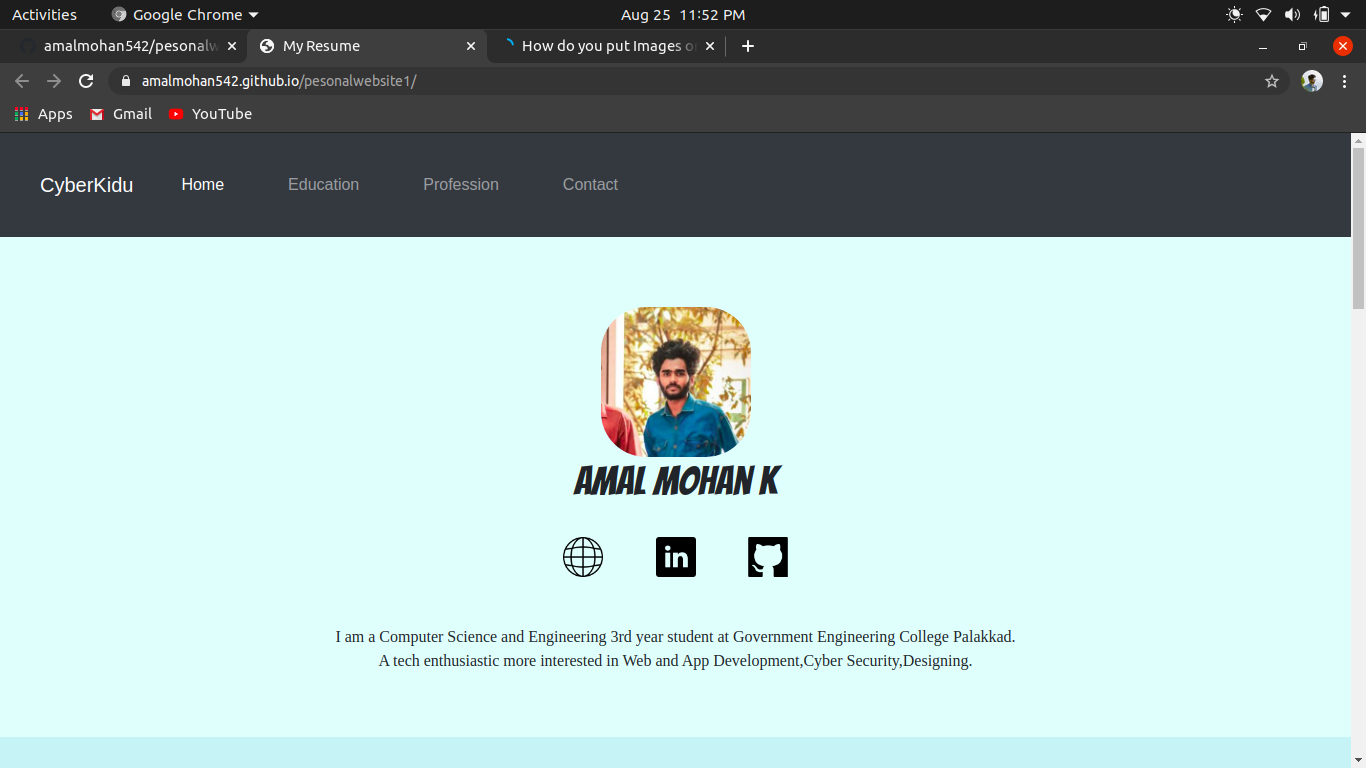 Activities Google Chrome Aug 25 11:52 PM
amalmohan542/pesonalw My Resume How do you put Images o
amalmohan542.github.io/pesonalwebsite1/
Apps Gmail YouTube
CyberKidu Home Education Profession Contact
AMAL MOHAN K
in
I am a Computer Science and Engineering 3rd year student at Government Engineering College Palakkad.
A tech enthusiastic more interested in Web and App Development,Cyber Security,Designing.